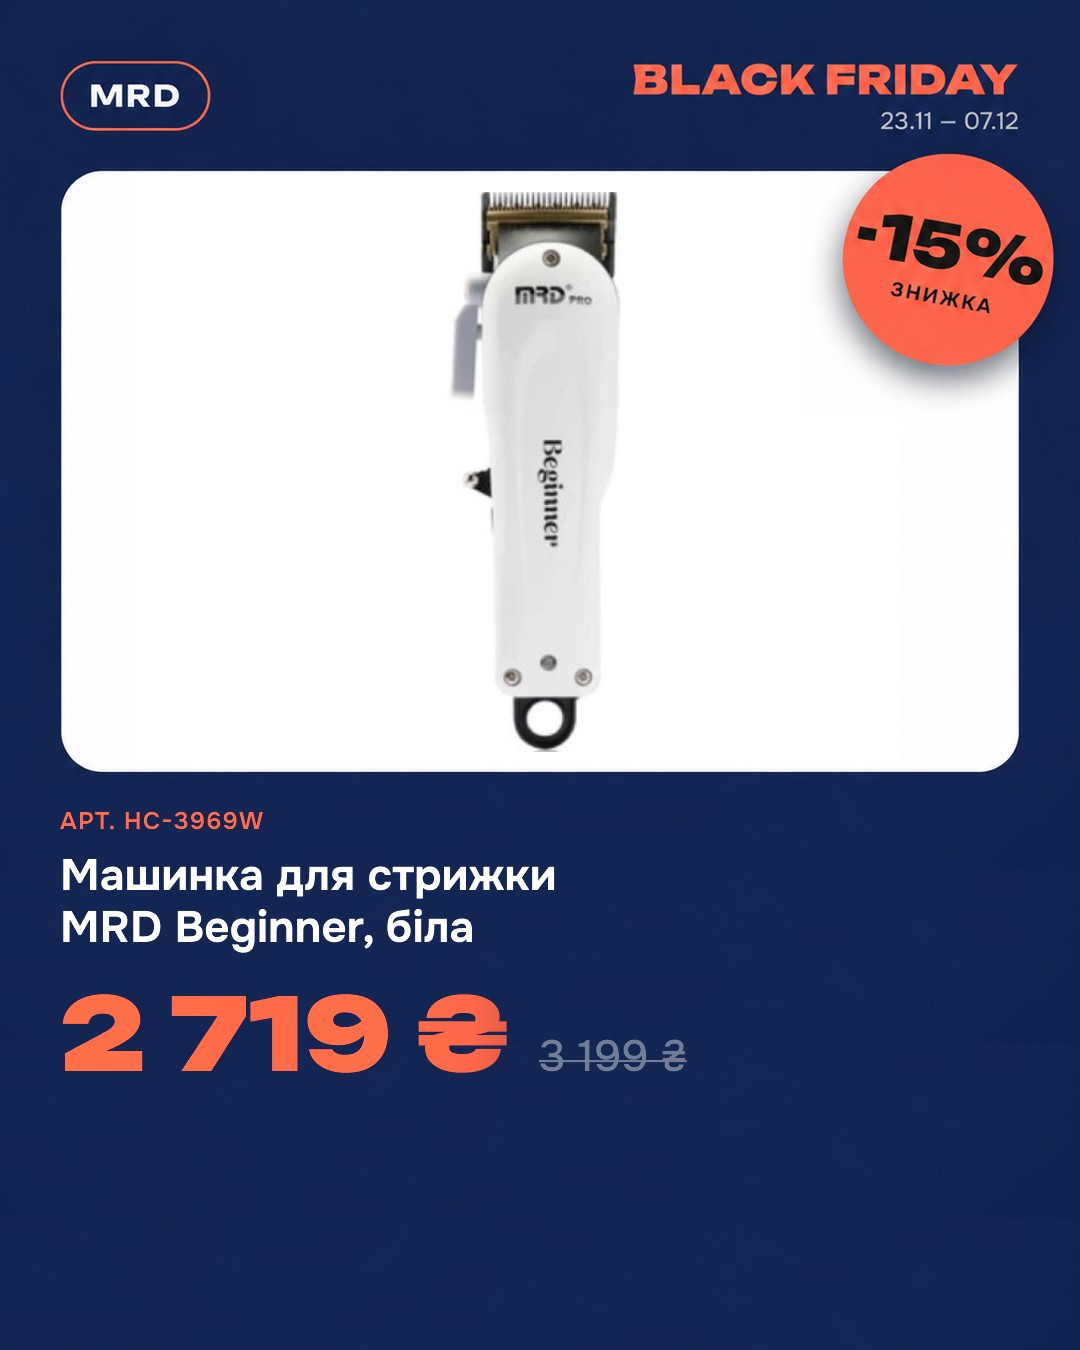 MRD
BLACK FRIDAY
23.11 – 07.12
-15%
ЗНИЖКА
MRD® PRO
Beginner
АРТ. HC-3969W
Машинка для стрижки
MRD Beginner, біла
2 719 ₴ 3 199 ₴